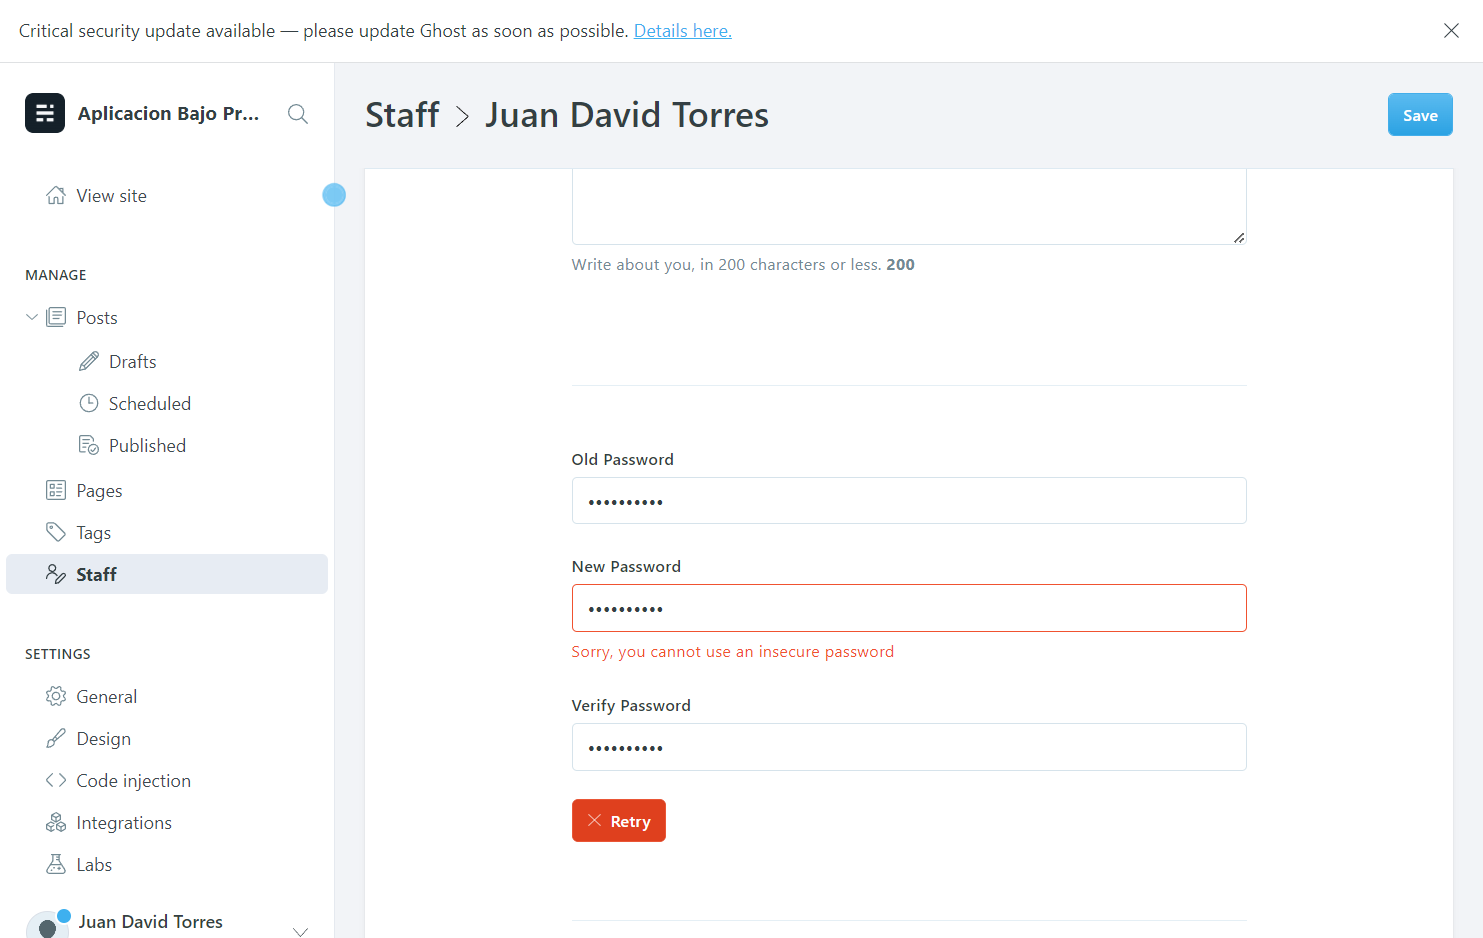 Critical security update available — please update Ghost as soon as possible. Details here.
Aplicacion Bajo Pr...
View site
MANAGE
Posts
Drafts
Scheduled
Published
Pages
Tags
Staff
SETTINGS
General
Design
Code injection
Integrations
Labs
Juan David Torres
Staff > Juan David Torres
Save
Write about you, in 200 characters or less. 200
Old Password
••••••••••
New Password
••••••••••
Sorry, you cannot use an insecure password
Verify Password
••••••••••
Retry